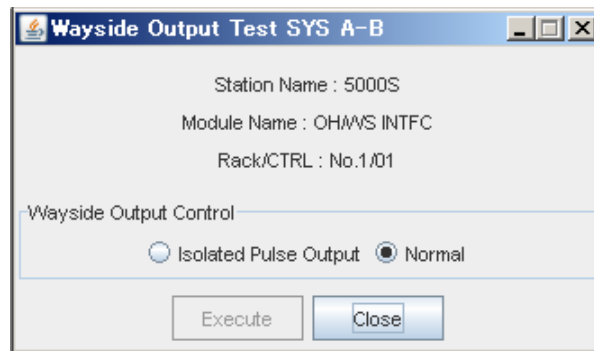 Wayside Output Test SYS A-B
Station Name : 5000S
Module Name : OH/WS INTFC
Rack/CTRL : No.1/01
Wayside Output Control
Isolated Pulse Output Normal
Execute Close